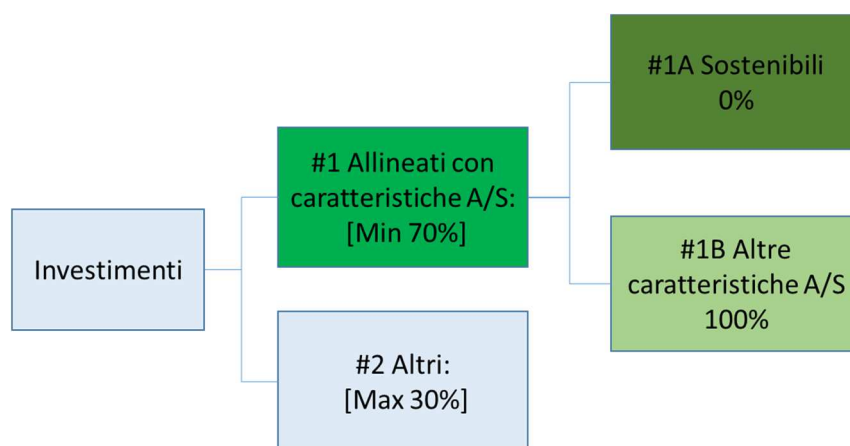 #1A Sostenibili
0%
#1 Allineati con
caratteristiche A/S:
[Min 70%]
Investimenti
#1B Altre
caratteristiche A/S
100%
#2 Altri:
[Max 30%]